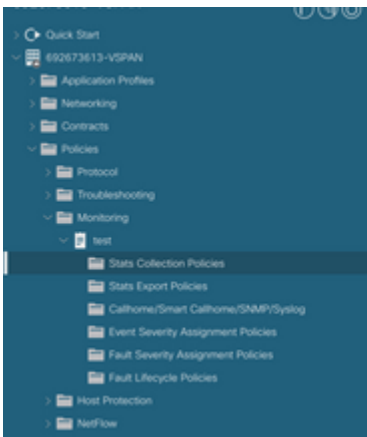 Quick Start
692673613-VSPAN
Application Profiles
Networking
Contracts
Policies
Protocol
Troubleshooting
Monitoring
test
Stats Collection Policies
Stats Export Policies
Callhome/Smart Callhome/SNMP/Syslog
Event Severity Assignment Policies
Fault Severity Assignment Policies
Fault Lifecycle Policies
Host Protection
NetFlow